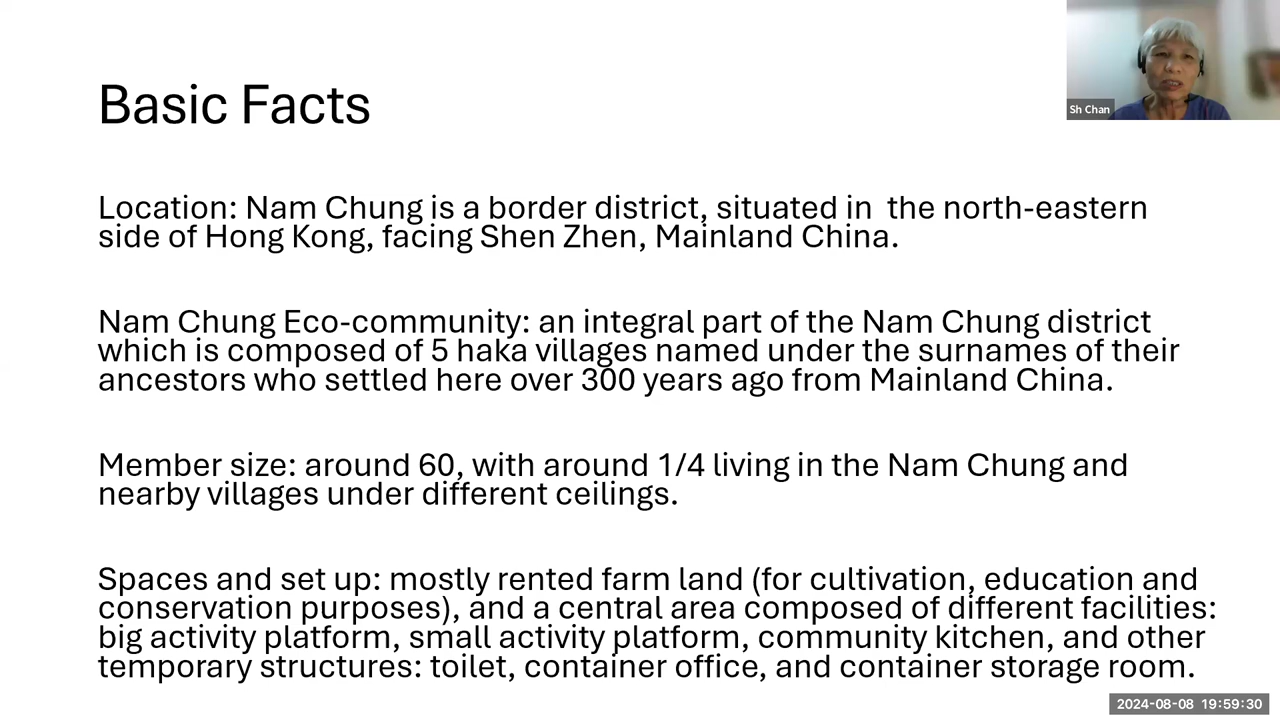 Basic Facts
Sh Chan
Location: Nam Chung is a border district, situated in  the north-eastern
side of Hong Kong, facing Shen Zhen, Mainland China.
Nam Chung Eco-community: an integral part of the Nam Chung district
which is composed of 5 haka villages named under the surnames of their
ancestors who settled here over 300 years ago from Mainland China.
Member size: around 60, with around 1/4 living in the Nam Chung and
nearby villages under different ceilings.
Spaces and set up: mostly rented farm land (for cultivation, education and
conservation purposes), and a central area composed of different facilities:
big activity platform, small activity platform, community kitchen, and other
temporary structures: toilet, container office, and container storage room.
2024-08-08 19:59:30